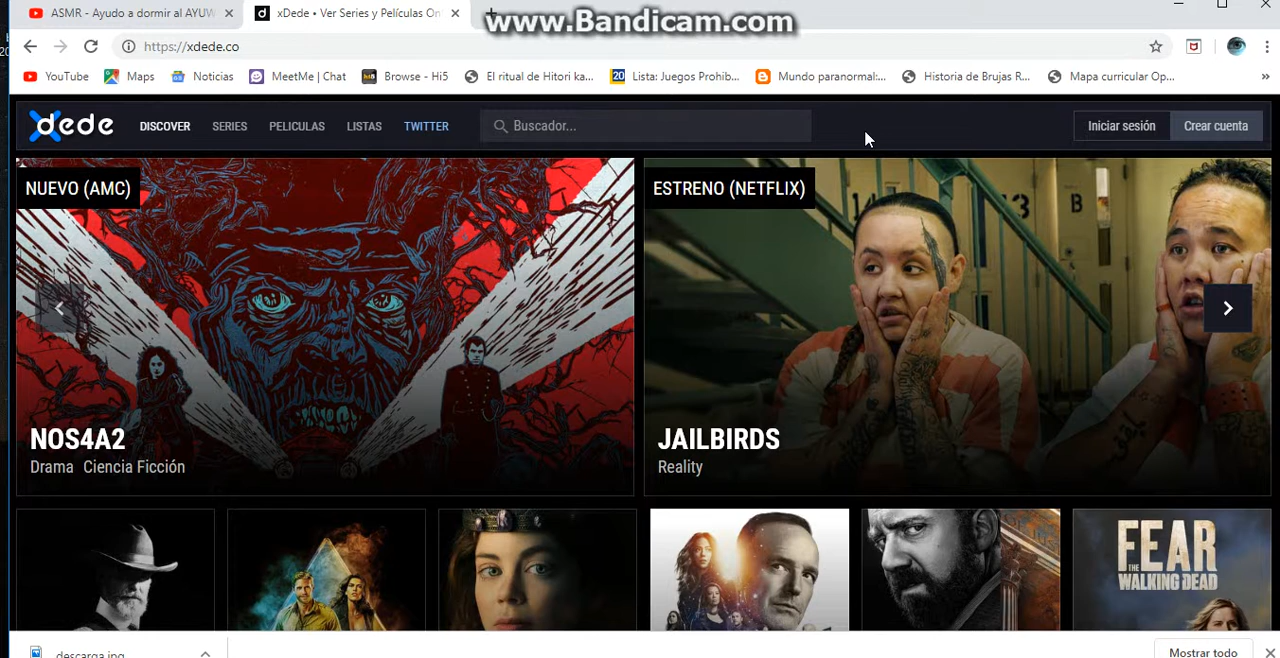 www.Bandicam.com
ASMR - Ayudo a dormir al AYUW
xDede • Ver Series y Películas On
https://xdede.co
YouTube
Maps
Noticias
MeetMe | Chat
Browse - Hi5
El ritual de Hitori ka...
Lista: Juegos Prohib...
Mundo paranormal:...
Historia de Brujas R...
Mapa curricular Op...
xdede
DISCOVER
SERIES
PELICULAS
LISTAS
TWITTER
Buscador...
Iniciar sesión
Crear cuenta
NUEVO (AMC)
ESTRENO (NETFLIX)
B
NOS4A2
Drama Ciencia Ficción
JAILBIRDS
Reality
FEAR
THE
WALKING DEAD
descarga.jpg
Mostrar todo